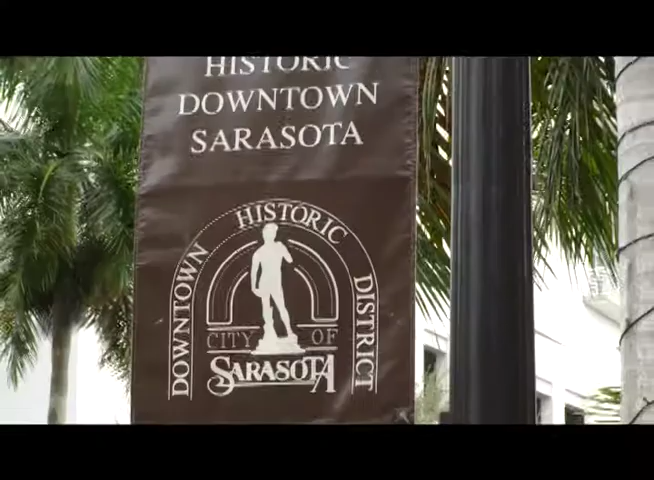 HISTORIC
DOWNTOWN
SARASOTA
DOWNTOWN HISTORIC DISTRICT
CITY OF
SARASOTA